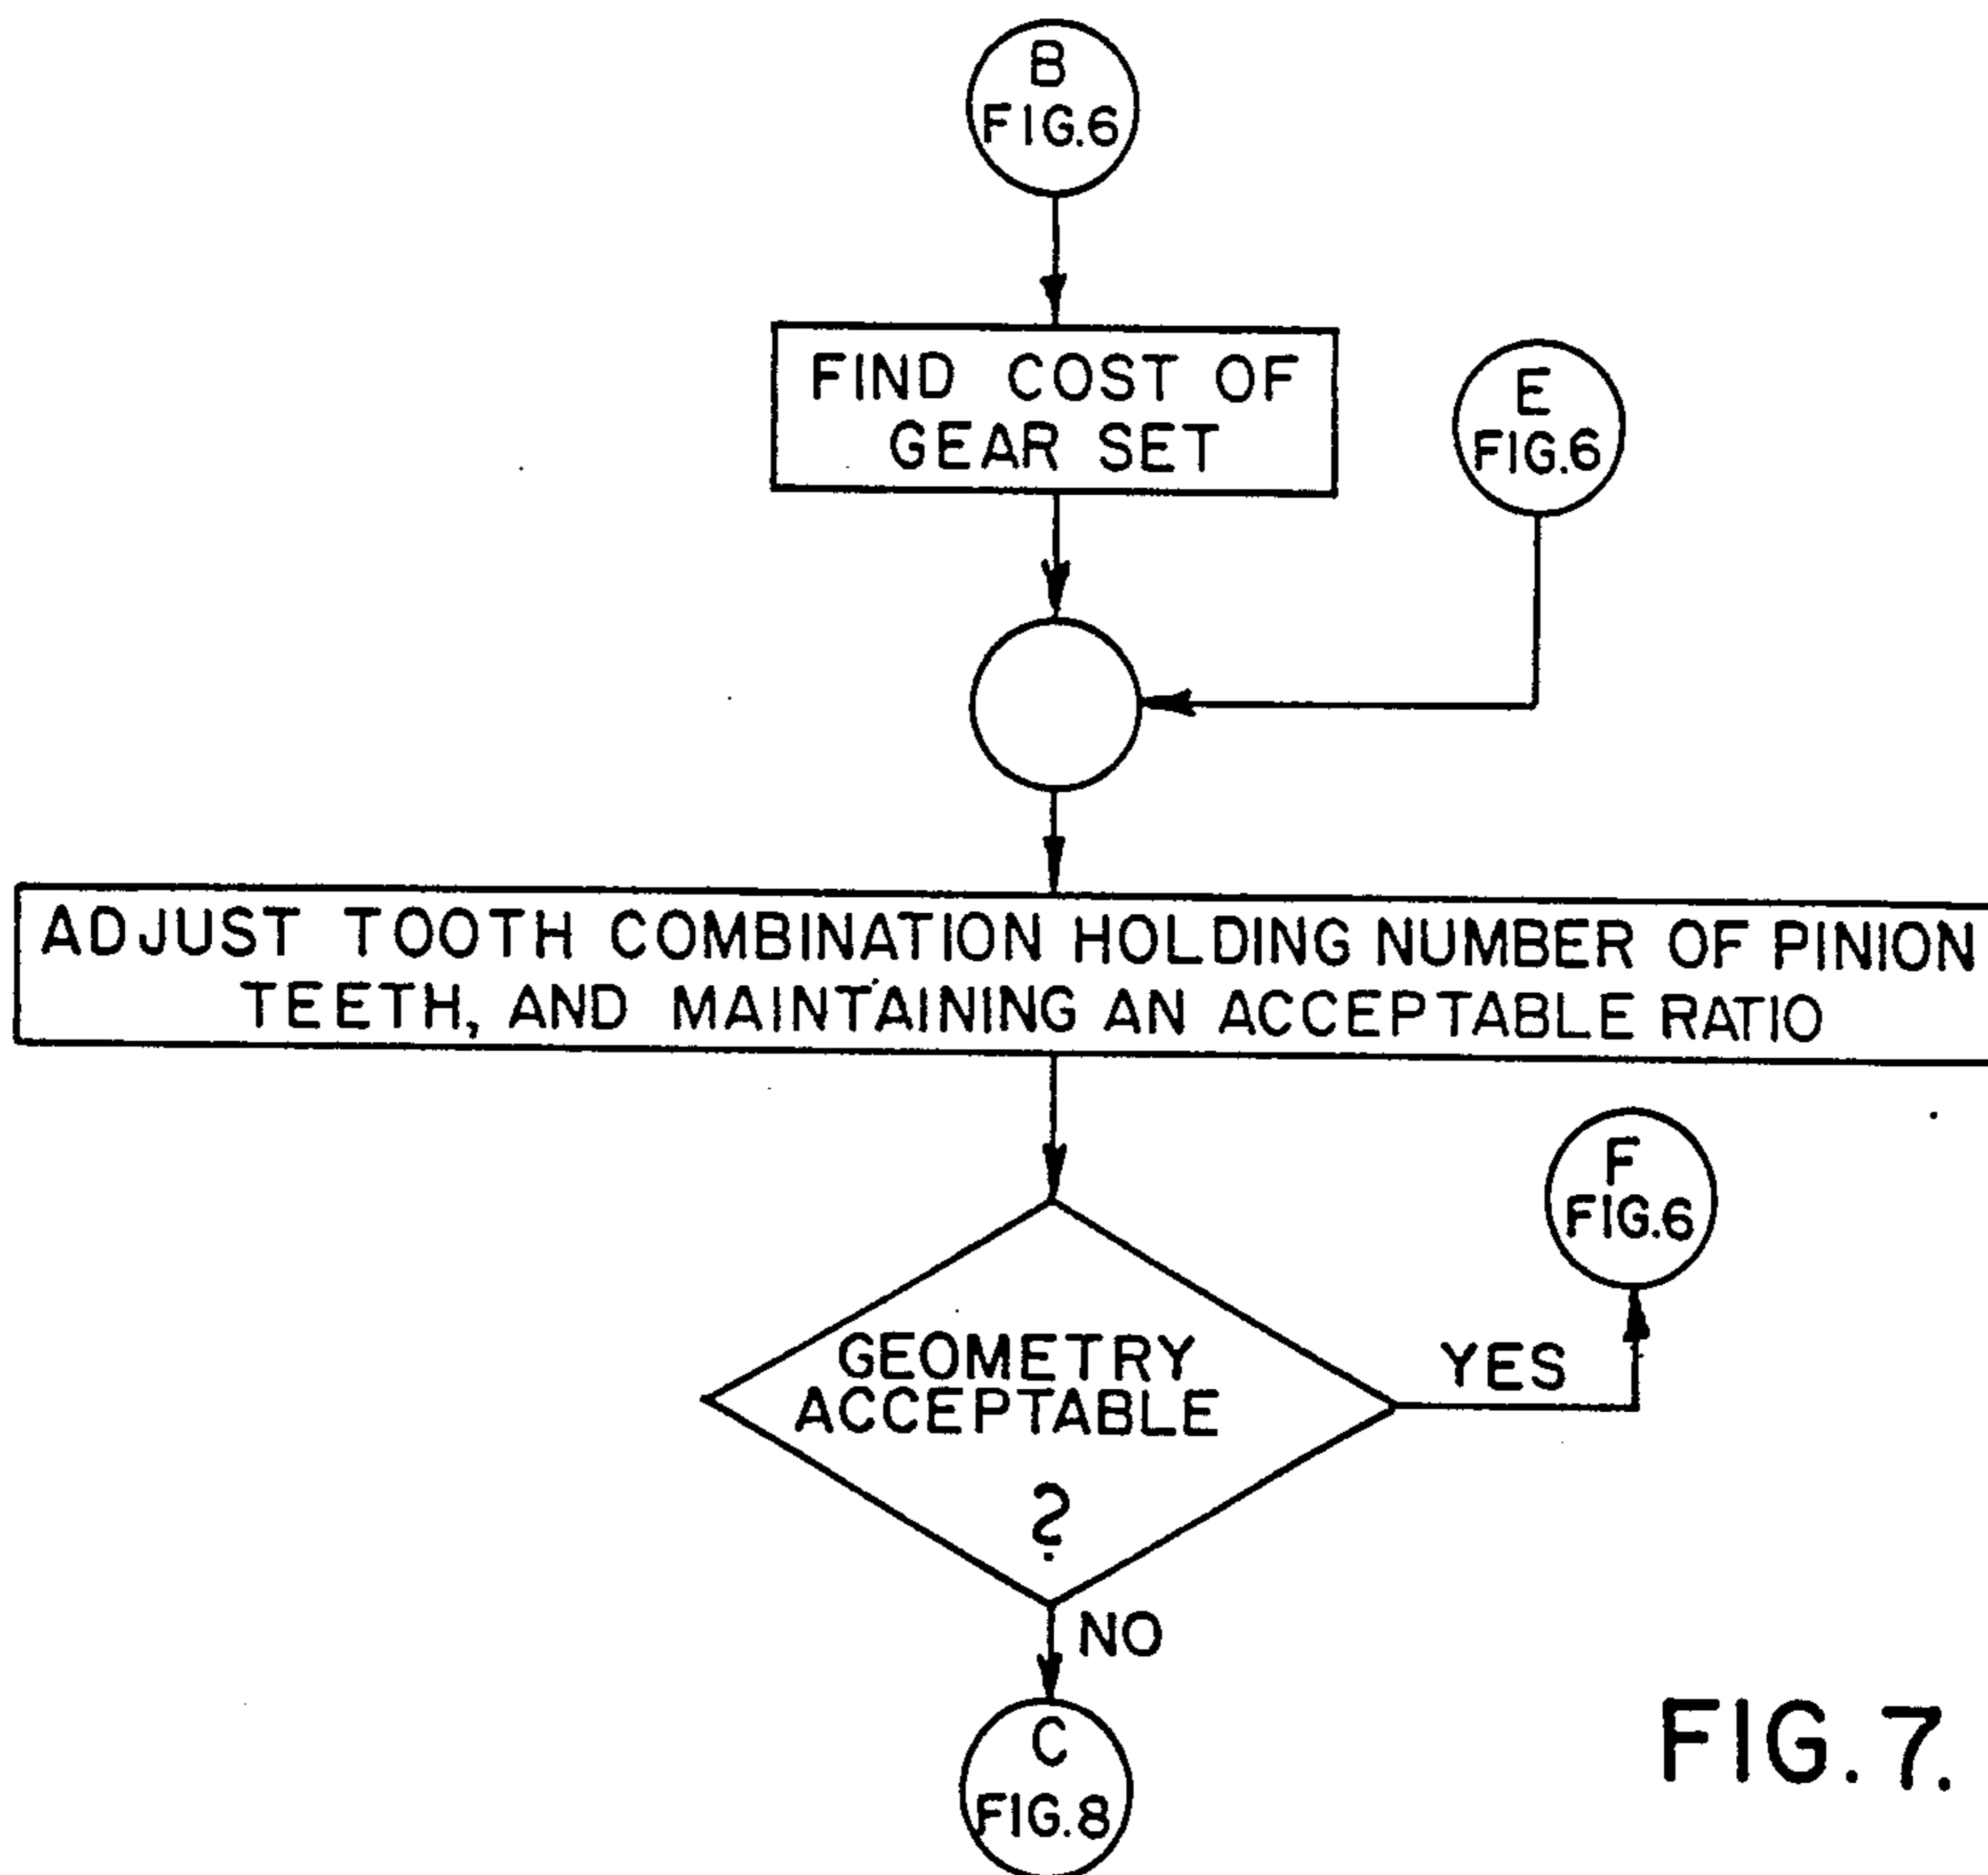 B
FIG.6
FIND COST OF
GEAR SET
E
FIG.6
ADJUST TOOTH COMBINATION HOLDING NUMBER OF PINION
TEETH, AND MAINTAINING AN ACCEPTABLE RATIO
F
FIG.6
GEOMETRY
ACCEPTABLE
?
YES
NO
C
FIG.8
FIG.7.